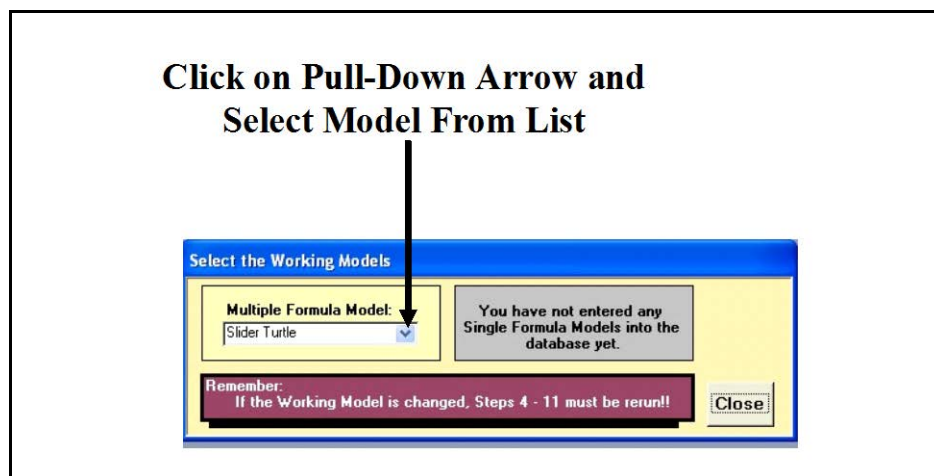 Click on Pull-Down Arrow and
Select Model From List
Select the Working Models
Multiple Formula Model:
Slider Turtle
You have not entered any
Single Formula Models into the
database yet.
Remember:
If the Working Model is changed, Steps 4 - 11 must be rerun!!
Close